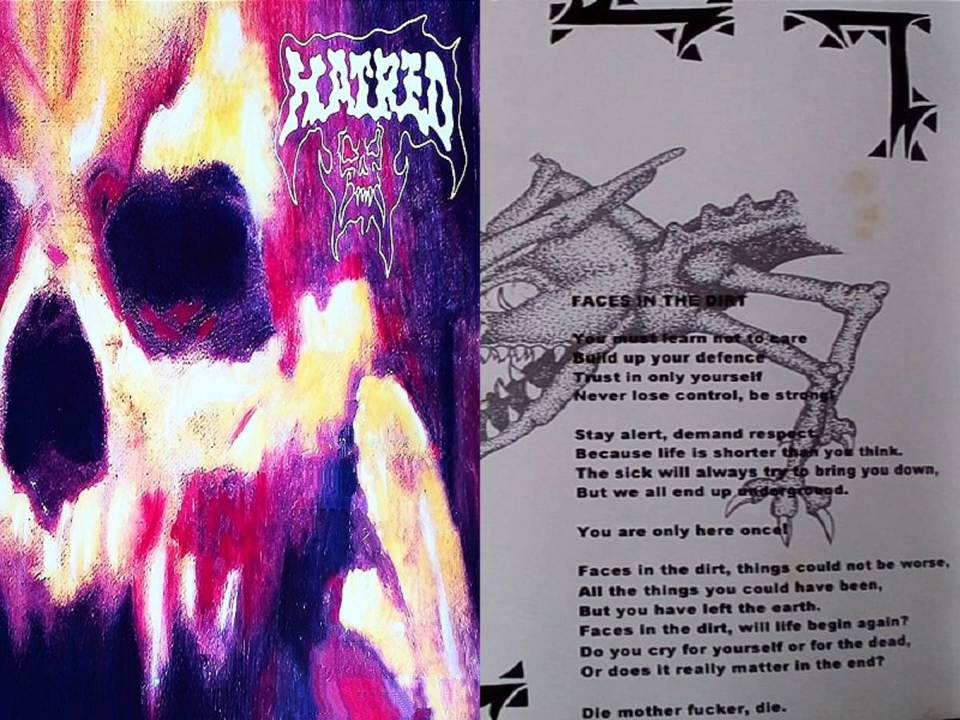 HATRED
FACES IN THE DIRT
You must learn not to care
Build up your defence
Trust in only yourself
Never lose control, be strong!
Stay alert, demand respect,
Because life is shorter than you think.
The sick will always try to bring you down,
But we all end up underground.
You are only here once!
Faces in the dirt, things could not be worse,
All the things you could have been,
But you have left the earth.
Faces in the dirt, will life begin again?
Do you cry for yourself or for the dead,
Or does it really matter in the end?
Die mother fucker, die.